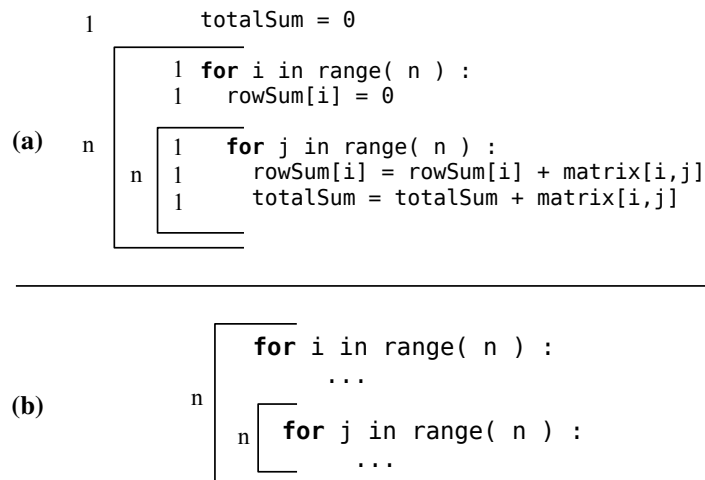 1 totalSum = 0
1 for i in range( n ) :
1 rowSum[i] = 0
(a) n
1 for j in range( n ) :
n 1 rowSum[i] = rowSum[i] + matrix[i,j]
1 totalSum = totalSum + matrix[i,j]
for i in range( n ) :
...
(b) n
n for j in range( n ) :
...